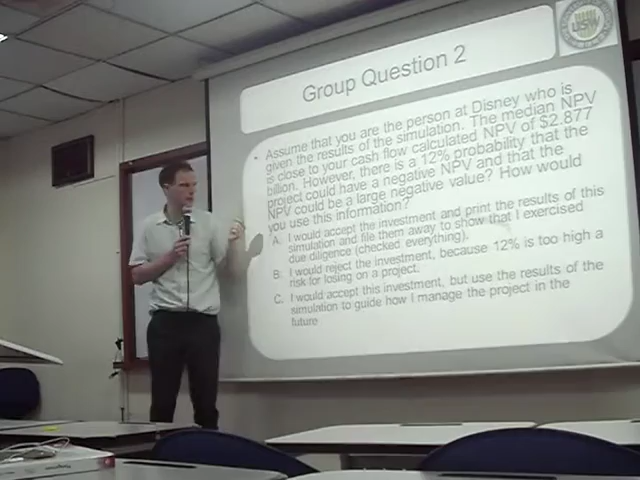 Group Question 2
• Assume that you are the person at Disney who is
given the results of the simulation. The median NPV
is close to your cash flow calculated NPV of $2.877
billion. However, there is a 12% probability that the
project could have a negative NPV and that the
NPV could be a large negative value? How would
you use this information?
A. I would accept the investment and print the results of this
simulation and file them away to show that I exercised
due diligence (checked everything).
B. I would reject the investment, because 12% is too high a
risk for losing on a project.
C. I would accept this investment, but use the results of the
simulation to guide how I manage the project in the
future